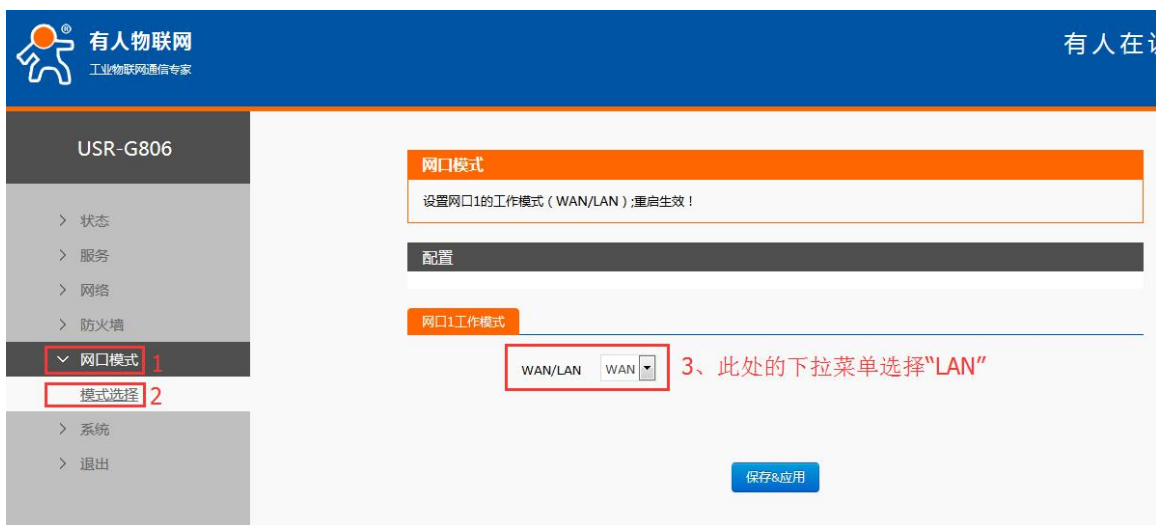 ®
有人物联网
工业物联网通信专家
有人在
USR-G806
状态
服务
网络
防火墙
网口模式 1
模式选择 2
系统
退出
网口模式
设置网口1的工作模式（WAN/LAN）;重启生效！
配置
网口1工作模式
WAN/LAN WAN 3、此处的下拉菜单选择“LAN”
保存&应用